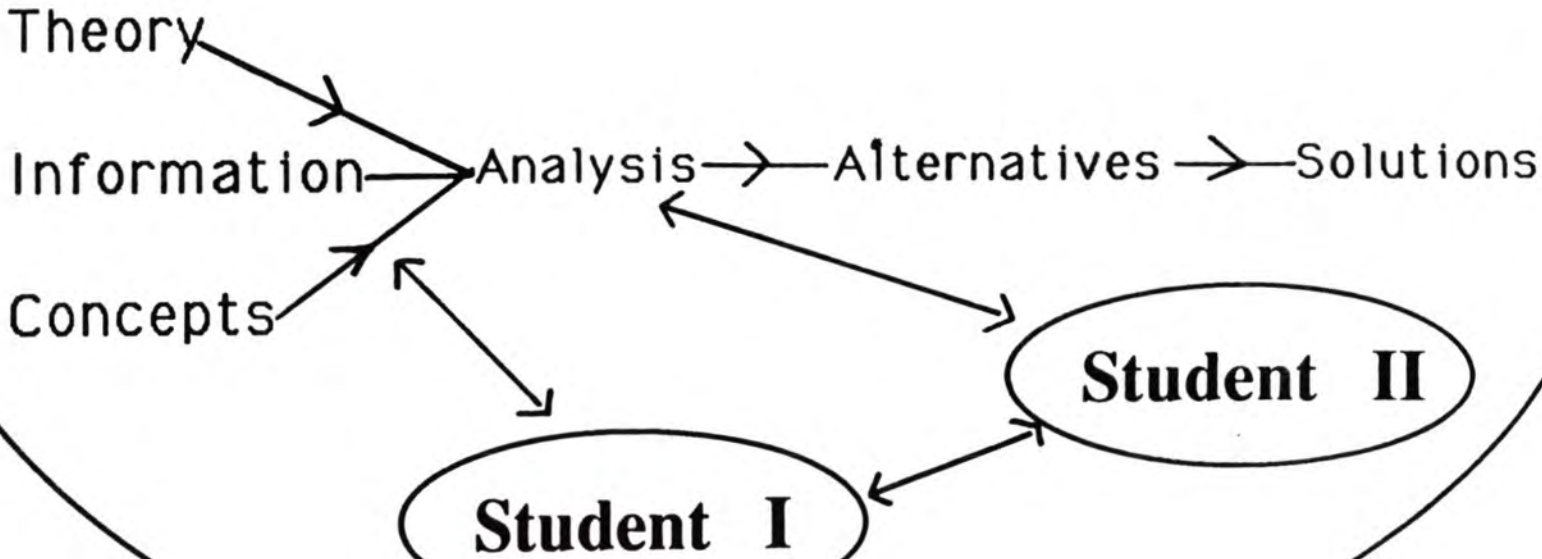 Theory
Information Analysis Alternatives Solutions
Concepts
Student II
Student I